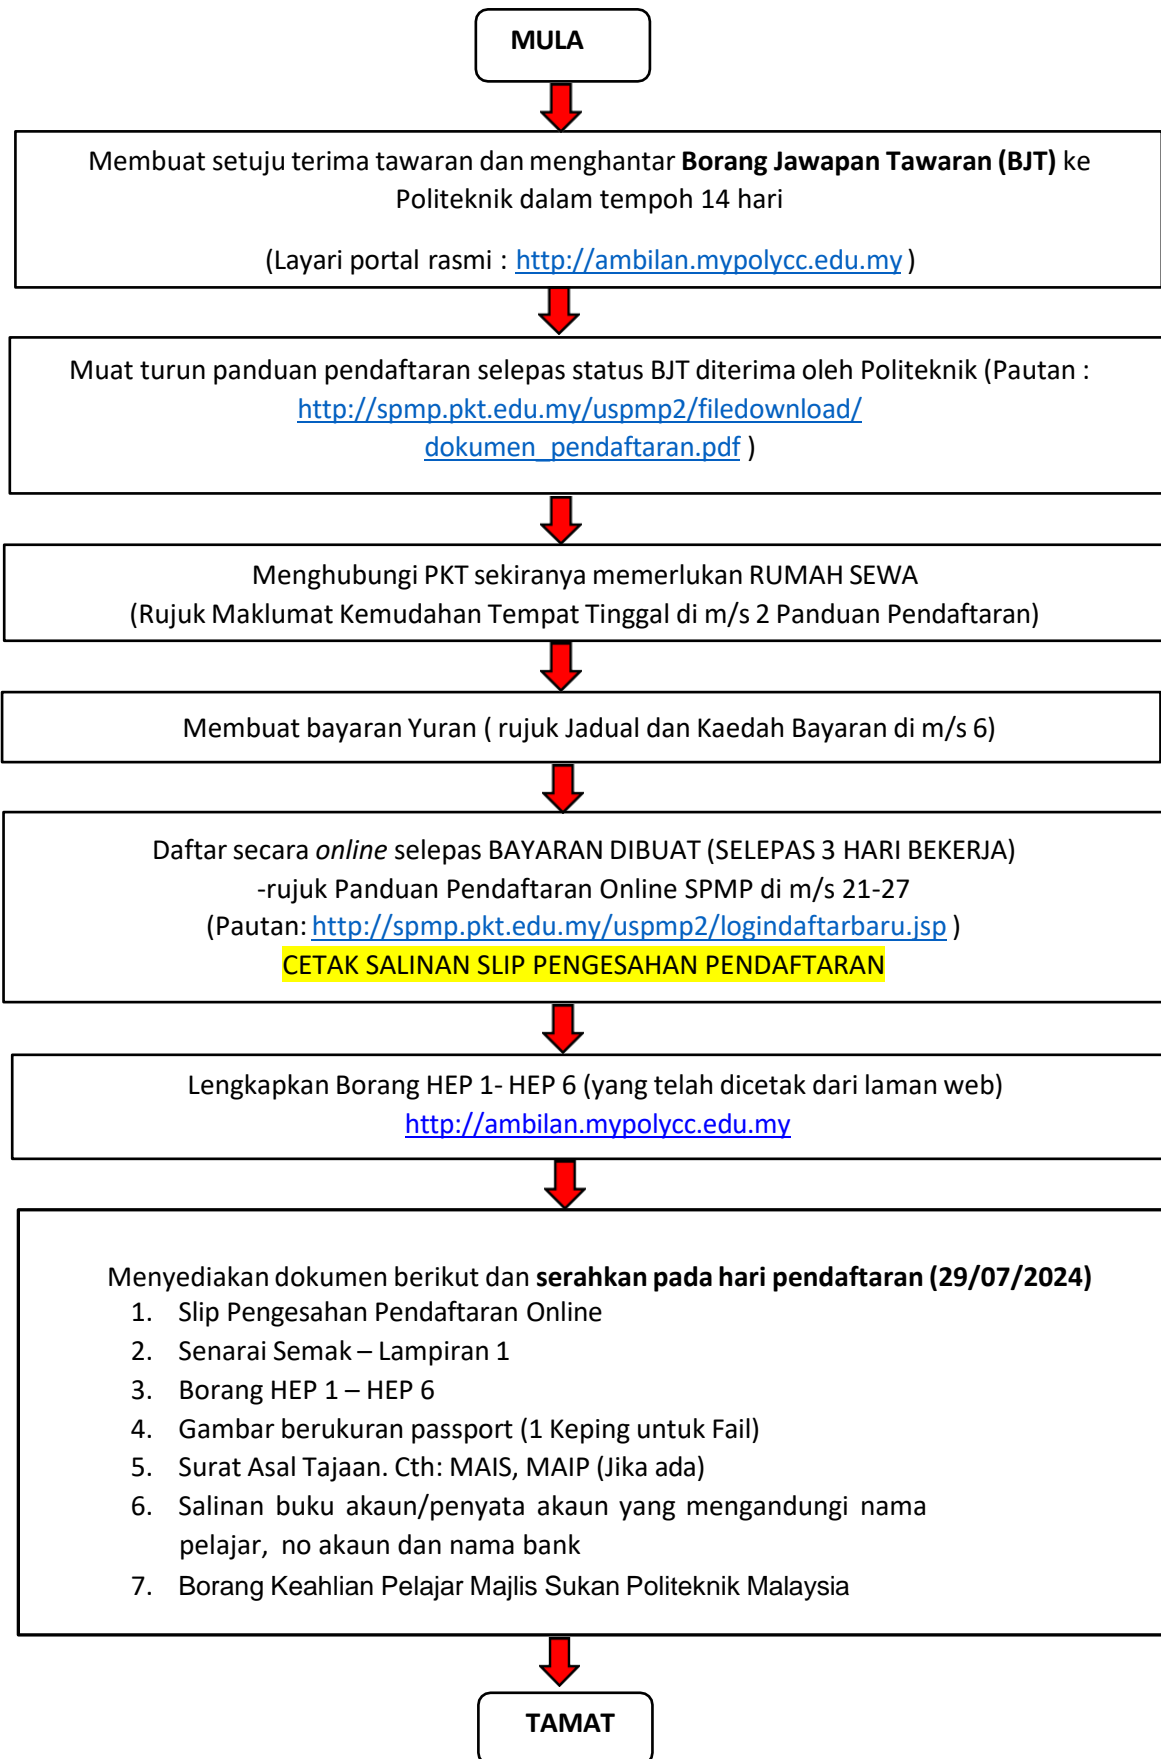 MULA
Membuat setuju terima tawaran dan menghantar Borang Jawapan Tawaran (BJT) ke
Politeknik dalam tempoh 14 hari
(Layari portal rasmi : http://ambilan.mypolycc.edu.my )
Muat turun panduan pendaftaran selepas status BJT diterima oleh Politeknik (Pautan :
http://spmp.pkt.edu.my/uspmp2/filedownload/
dokumen_pendaftaran.pdf )
Menghubungi PKT sekiranya memerlukan RUMAH SEWA
(Rujuk Maklumat Kemudahan Tempat Tinggal di m/s 2 Panduan Pendaftaran)
Membuat bayaran Yuran ( rujuk Jadual dan Kaedah Bayaran di m/s 6)
Daftar secara online selepas BAYARAN DIBUAT (SELEPAS 3 HARI BEKERJA)
-rujuk Panduan Pendaftaran Online SPMP di m/s 21-27
(Pautan: http://spmp.pkt.edu.my/uspmp2/logindaftarbaru.jsp )
CETAK SALINAN SLIP PENGESAHAN PENDAFTARAN
Lengkapkan Borang HEP 1- HEP 6 (yang telah dicetak dari laman web)
http://ambilan.mypolycc.edu.my
Menyediakan dokumen berikut dan serahkan pada hari pendaftaran (29/07/2024)
1. Slip Pengesahan Pendaftaran Online
2. Senarai Semak – Lampiran 1
3. Borang HEP 1 – HEP 6
4. Gambar berukuran passport (1 Keping untuk Fail)
5. Surat Asal Tajaan. Cth: MAIS, MAIP (Jika ada)
6. Salinan buku akaun/penyata akaun yang mengandungi nama
pelajar, no akaun dan nama bank
7. Borang Keahlian Pelajar Majlis Sukan Politeknik Malaysia
TAMAT